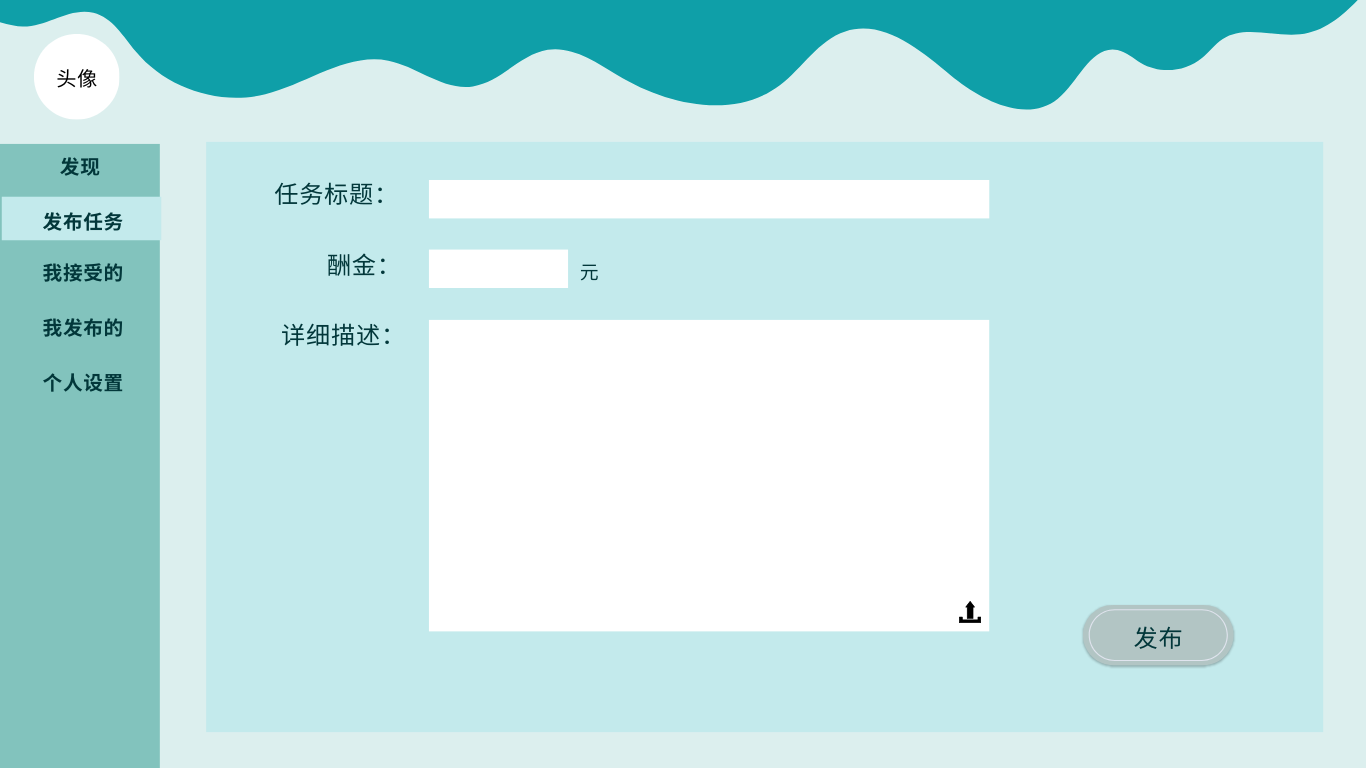 头像
发现
发布任务
我接受的
我发布的
个人设置
任务标题：
酬金：
元
详细描述：
发布